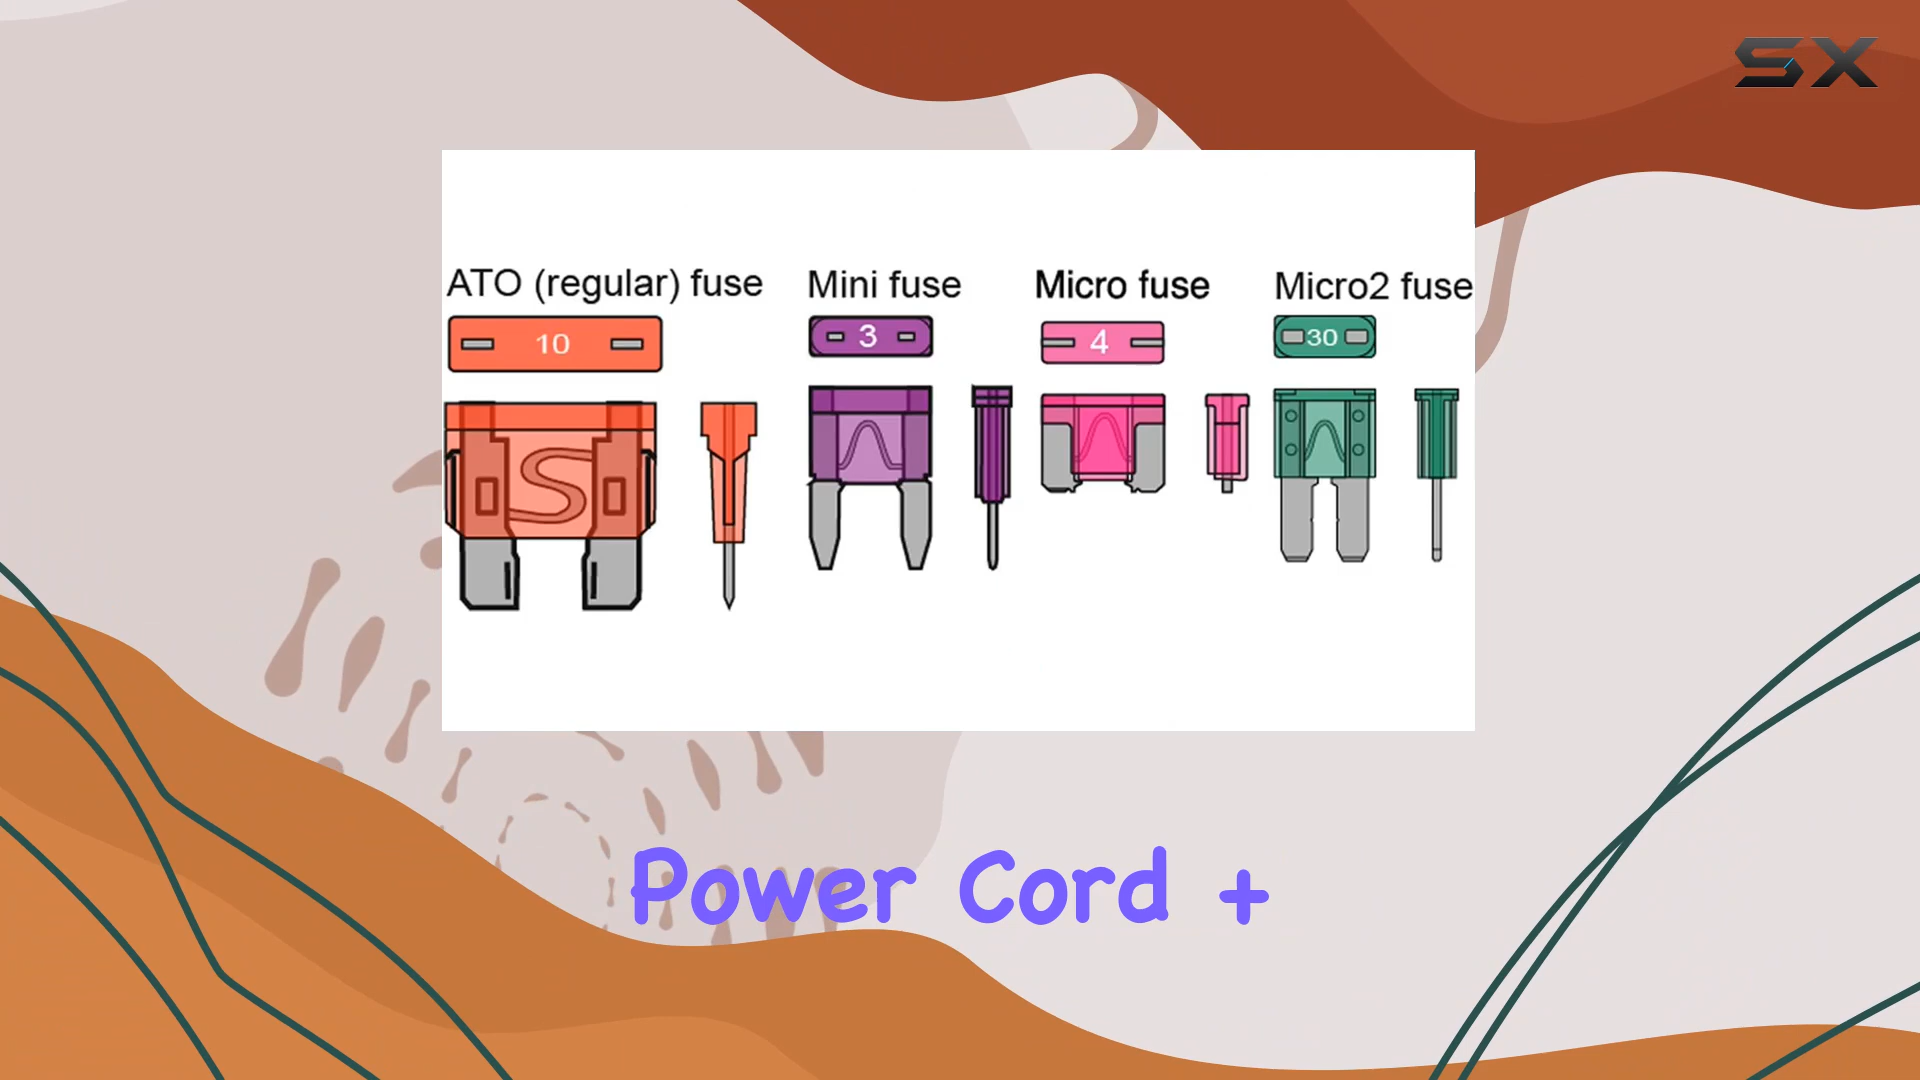 SX
ATO (regular) fuse Mini fuse Micro fuse Micro2 fuse
10 3 4 30
Power Cord +